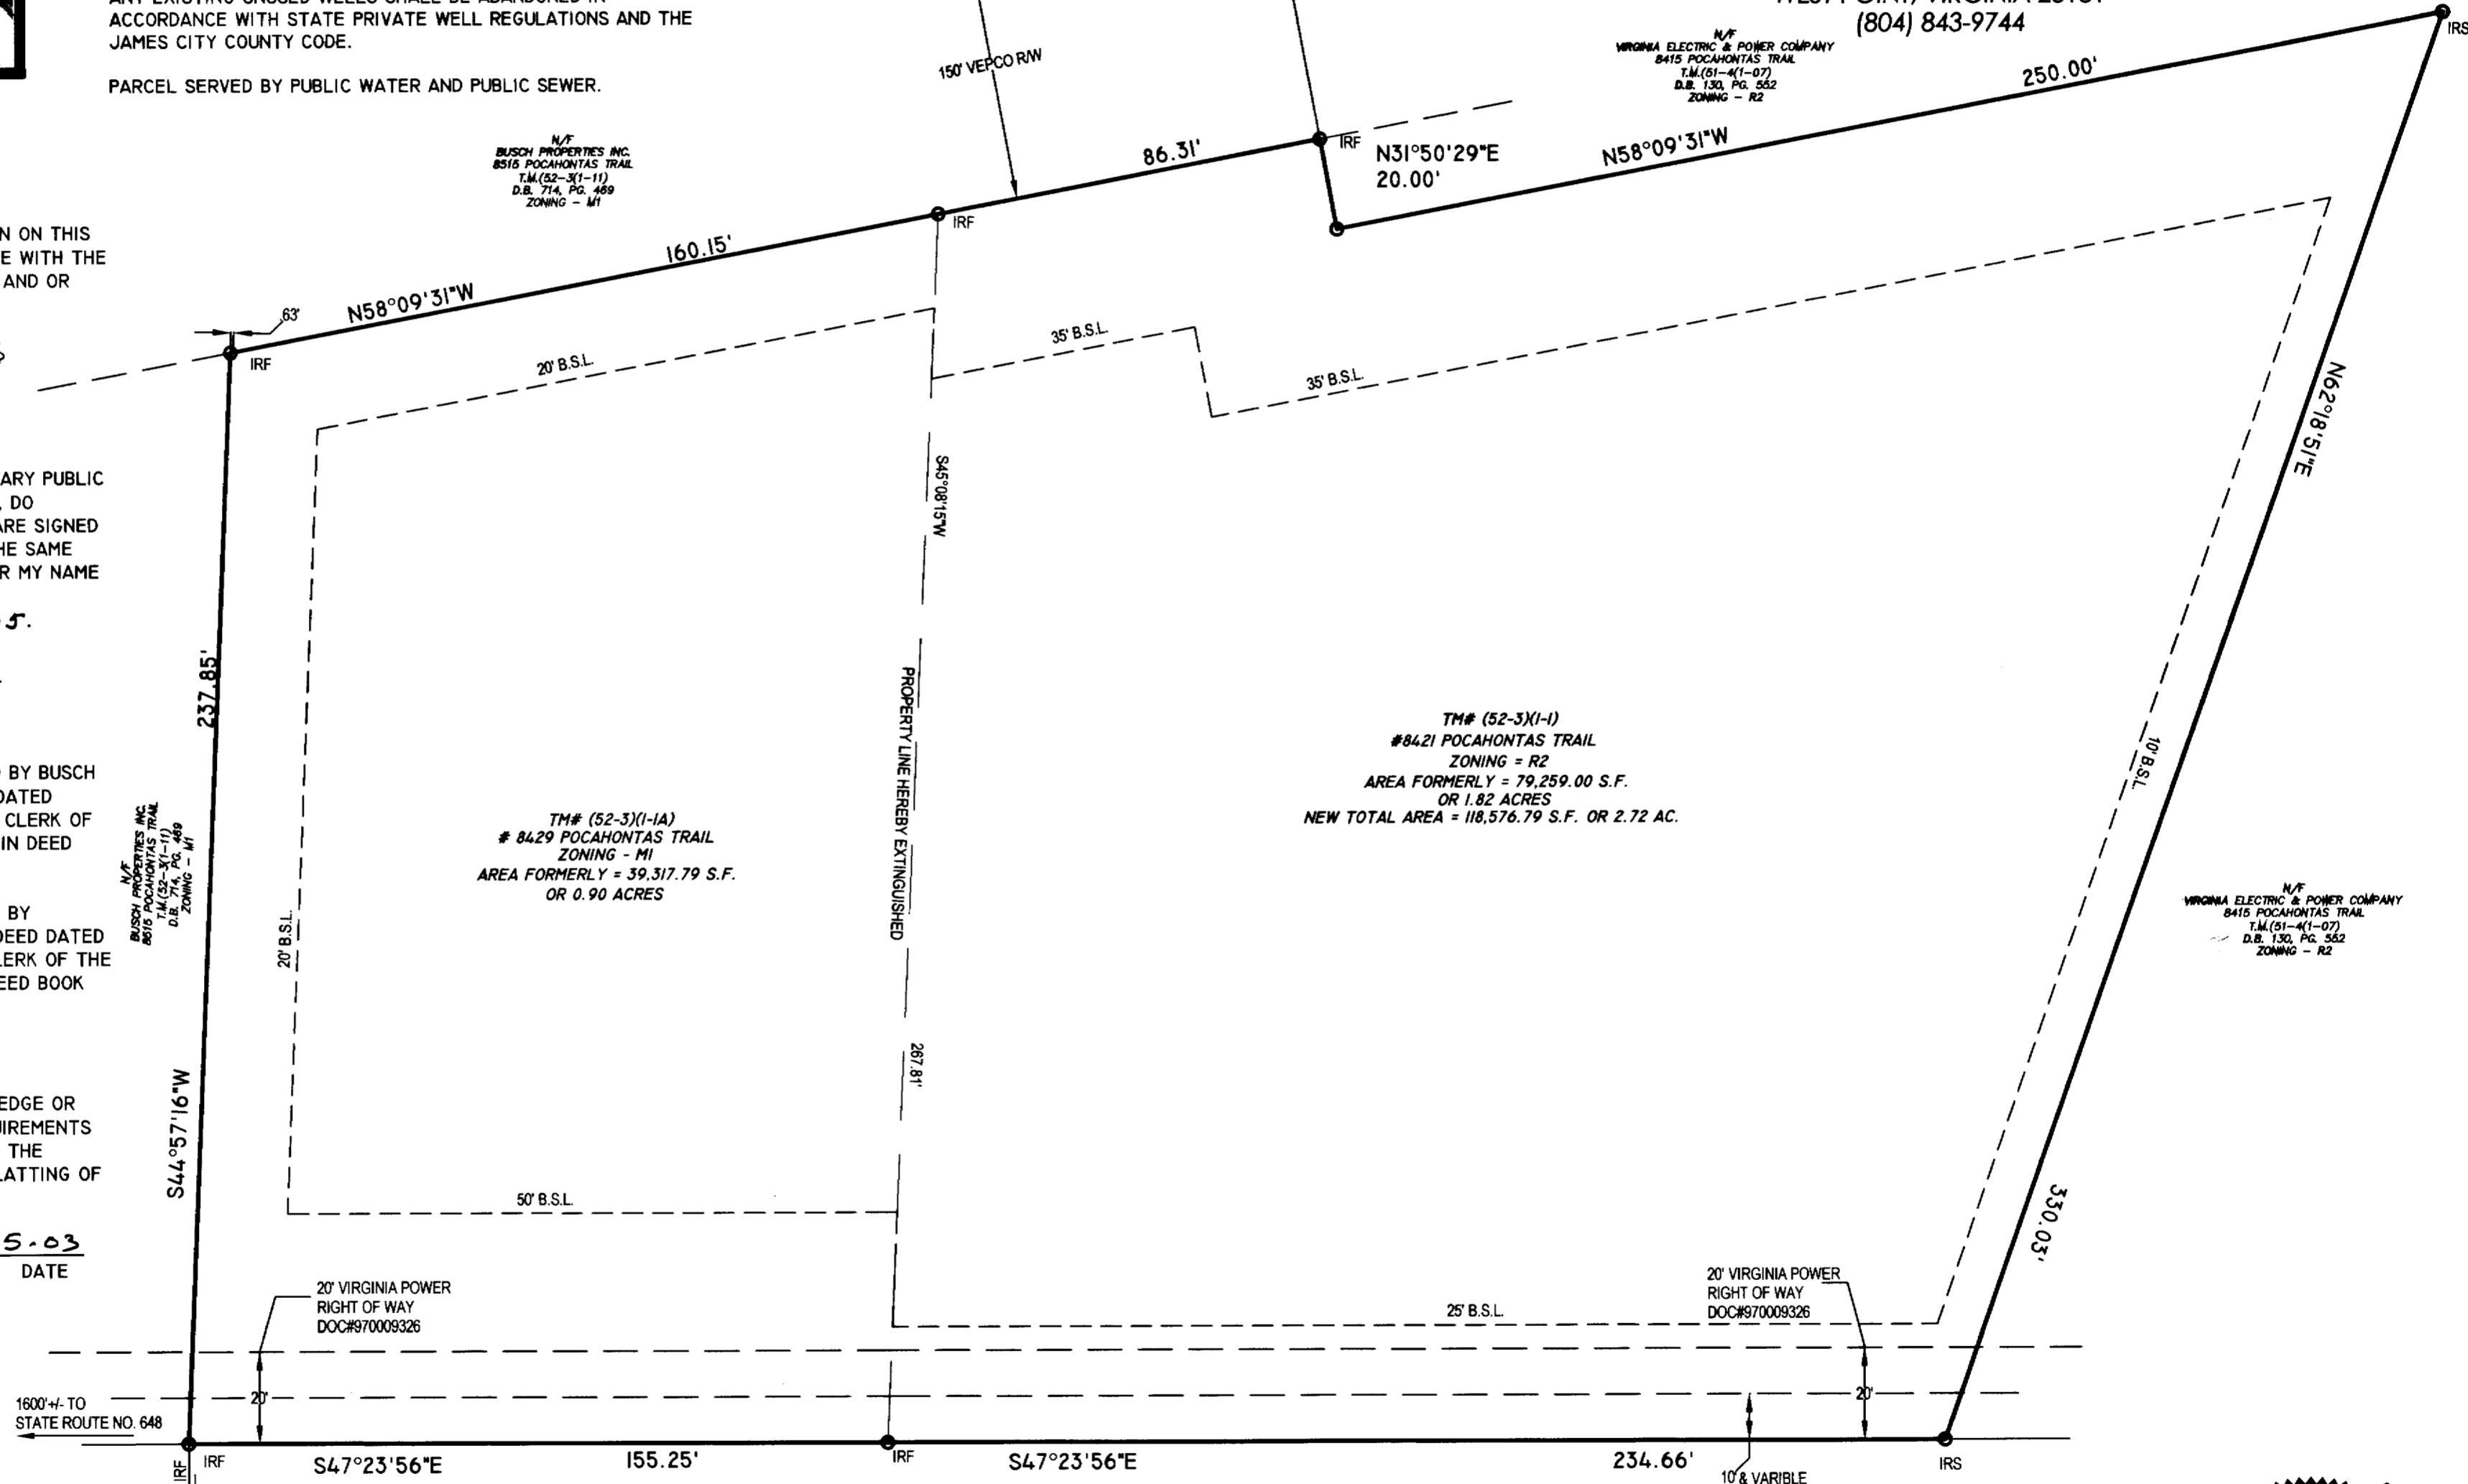 ACCORDANCE WITH STATE PRIVATE WELL REGULATIONS AND THE
JAMES CITY COUNTY CODE.
PARCEL SERVED BY PUBLIC WATER AND PUBLIC SEWER.
(804) 843-9744
IRS
N/F
VIRGINIA ELECTRIC & POWER COMPANY
8415 POCAHONTAS TRAIL
T.M.(51-4(1-07)
D.B. 130, PG. 552
ZONING - R2
150' VEPCO R/W
250.00'
N58°09'31"W
86.31'
IRF
N31°50'29"E
20.00'
N/F
BUSCH PROPERTIES INC.
8515 POCAHONTAS TRAIL
T.M.(52-3(1-11)
D.B. 714, PG. 469
ZONING - M1
IRF
160.15'
N58°09'31"W
.63'
IRF
N ON THIS
E WITH THE
AND OR
20' B.S.L.
35' B.S.L.
35' B.S.L.
N62°18'51"E
S45°08'15"W
ARY PUBLIC
DO
ARE SIGNED
HE SAME
R MY NAME
5.
237.85'
PROPERTY LINE HEREBY EXTINGUISHED
TM# (52-3)(1-1)
#8421 POCAHONTAS TRAIL
ZONING = R2
AREA FORMERLY = 79,259.00 S.F.
OR 1.82 ACRES
NEW TOTAL AREA = 118,576.79 S.F. OR 2.72 AC.
10' B.S.L.
TM# (52-3)(1-1A)
# 8429 POCAHONTAS TRAIL
ZONING - M1
AREA FORMERLY = 39,317.79 S.F.
OR 0.90 ACRES
BY BUSCH
DATED
CLERK OF
IN DEED
N/F
BUSCH PROPERTIES INC.
8515 POCAHONTAS TRAIL
T.M.(52-3(1-11)
D.B. 714, PG. 469
ZONING - M1
20' B.S.L.
N/F
VIRGINIA ELECTRIC & POWER COMPANY
8415 POCAHONTAS TRAIL
T.M.(51-4(1-07)
D.B. 130, PG. 552
ZONING - R2
BY
DEED DATED
LERK OF THE
EED BOOK
267.81'
S44°57'16"W
EDGE OR
UIREMENTS
THE
LATTING OF
50' B.S.L.
330.03'
5.03
DATE
20' VIRGINIA POWER
RIGHT OF WAY
DOC#970009326
25' B.S.L.
20' VIRGINIA POWER
RIGHT OF WAY
DOC#970009326
20'
20'
1600'+/- TO
STATE ROUTE NO. 648
IRF
IRF
S47°23'56"E
155.25'
IRF
S47°23'56"E
234.66'
IRS
10' & VARIBLE